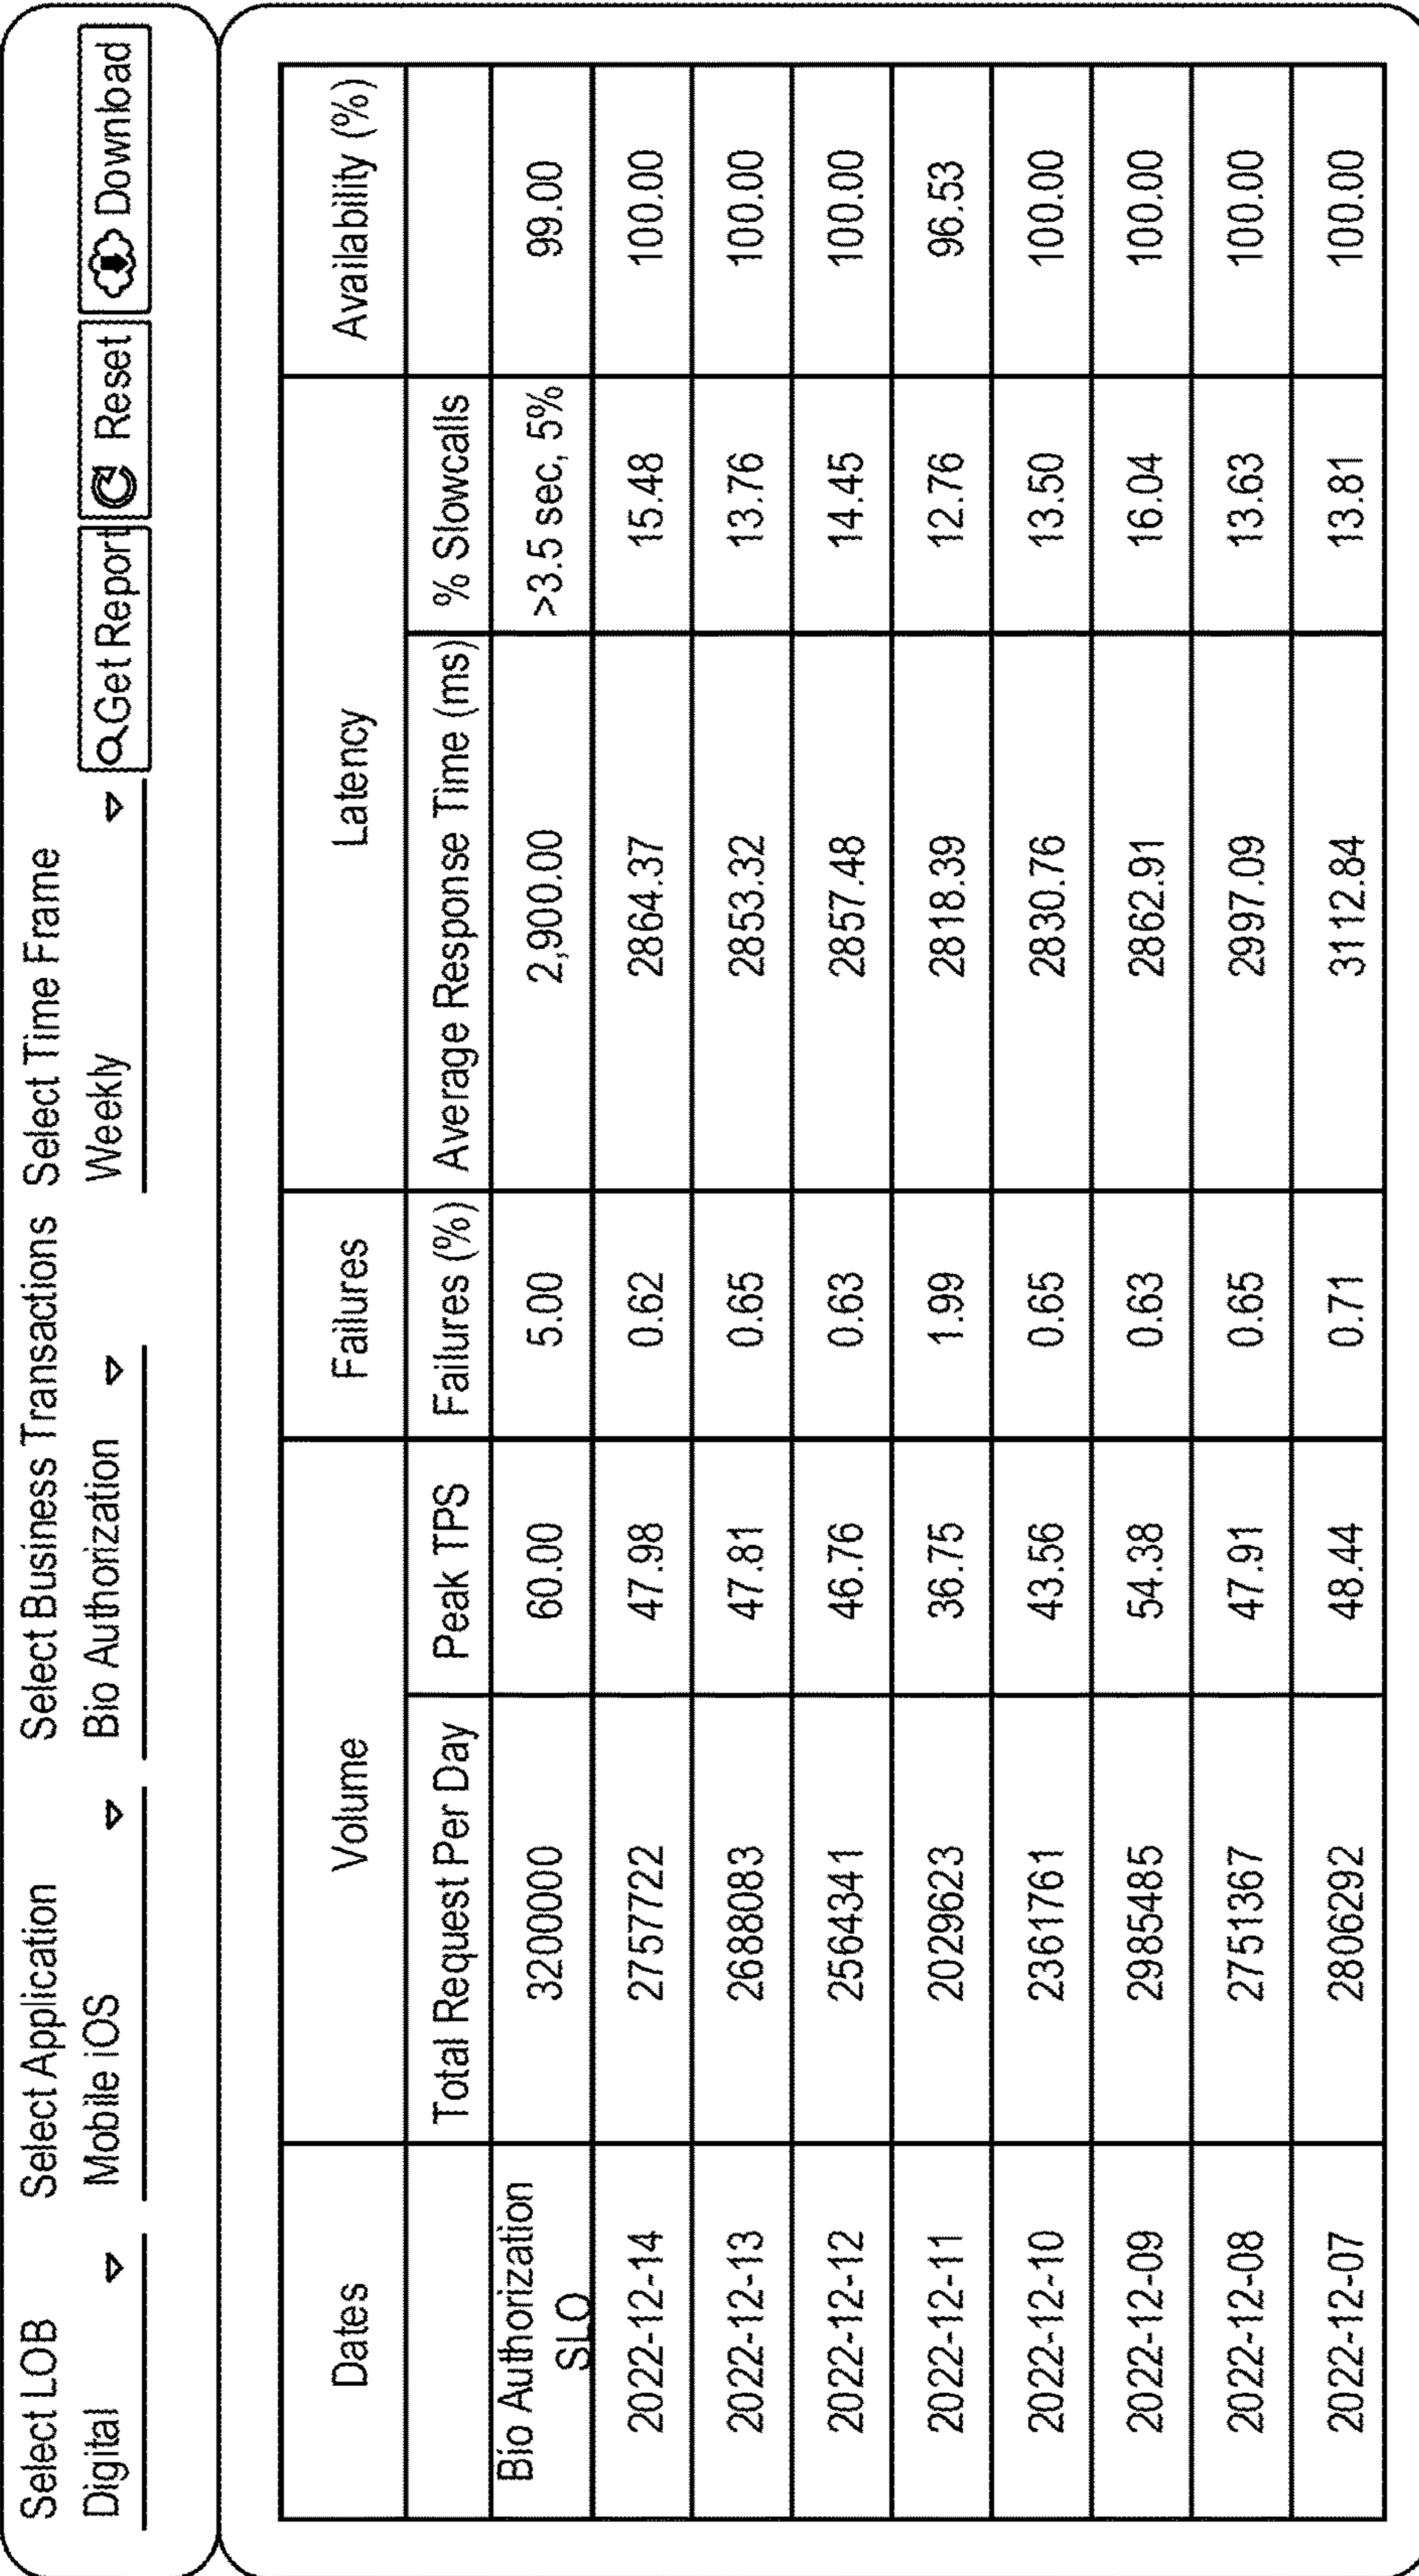 Select LOB Select Application Select Business Transactions Select Time Frame
Digital Mobile iOS Bio Authorization Weekly Get Report Reset Download
Dates Volume Failures Latency Availability (%)
Total Request Per Day Peak TPS Failures (%) Average Response Time (ms) % Slowcalls
Bio Authorization SLO 3200000 60.00 5.00 2,900.00 >3.5 sec, 5% 99.00
2022-12-14 2757722 47.98 0.62 2864.37 15.48 100.00
2022-12-13 2688083 47.81 0.65 2853.32 13.76 100.00
2022-12-12 2564341 46.76 0.63 2857.48 14.45 100.00
2022-12-11 2029623 36.75 1.99 2818.39 12.76 96.53
2022-12-10 2361761 43.56 0.65 2830.76 13.50 100.00
2022-12-09 2985485 54.38 0.63 2862.91 16.04 100.00
2022-12-08 2751367 47.91 0.65 2997.09 13.63 100.00
2022-12-07 2806292 48.44 0.71 3112.84 13.81 100.00